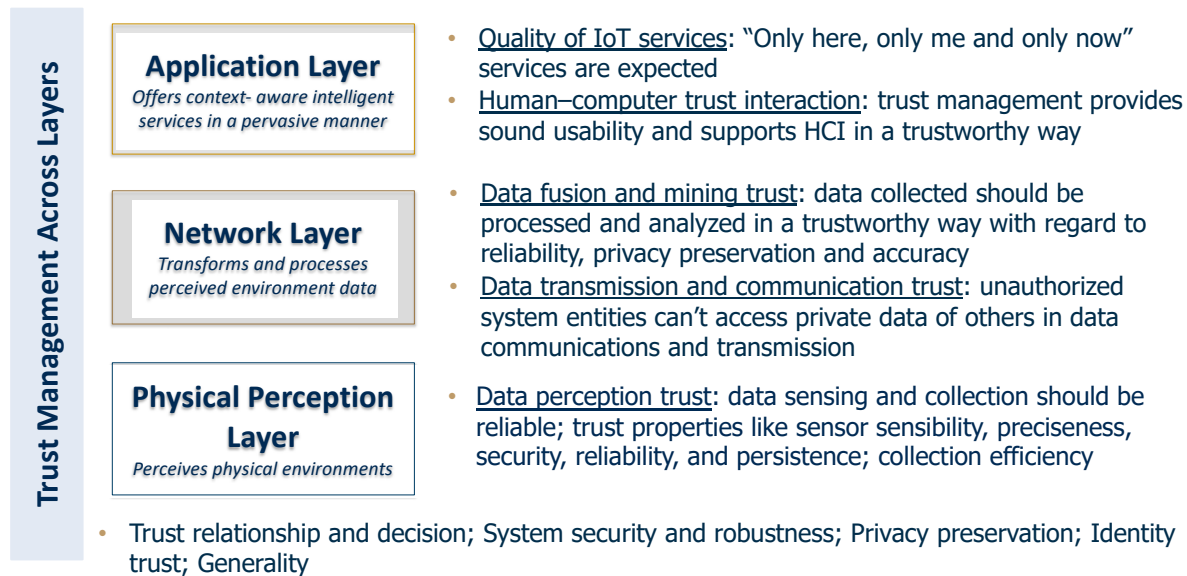 Trust Management Across Layers
Application Layer
Offers context- aware intelligent
services in a pervasive manner
• Quality of IoT services: “Only here, only me and only now”
services are expected
• Human–computer trust interaction: trust management provides
sound usability and supports HCI in a trustworthy way
Network Layer
Transforms and processes
perceived environment data
• Data fusion and mining trust: data collected should be
processed and analyzed in a trustworthy way with regard to
reliability, privacy preservation and accuracy
• Data transmission and communication trust: unauthorized
system entities can’t access private data of others in data
communications and transmission
Physical Perception
Layer
Perceives physical environments
• Data perception trust: data sensing and collection should be
reliable; trust properties like sensor sensibility, preciseness,
security, reliability, and persistence; collection efficiency
• Trust relationship and decision; System security and robustness; Privacy preservation; Identity
trust; Generality